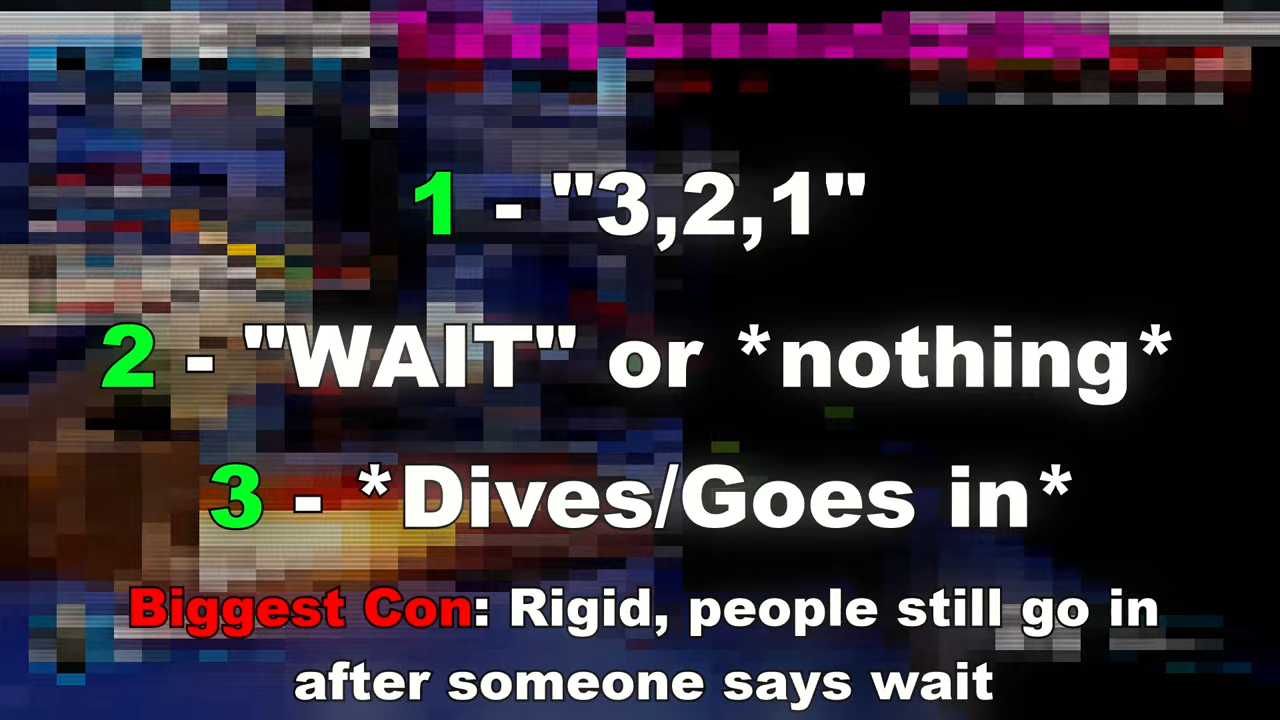 1 - "3,2,1"
2 - "WAIT" or *nothing*
3 - *Dives/Goes in*
Biggest Con: Rigid, people still go in
after someone says wait